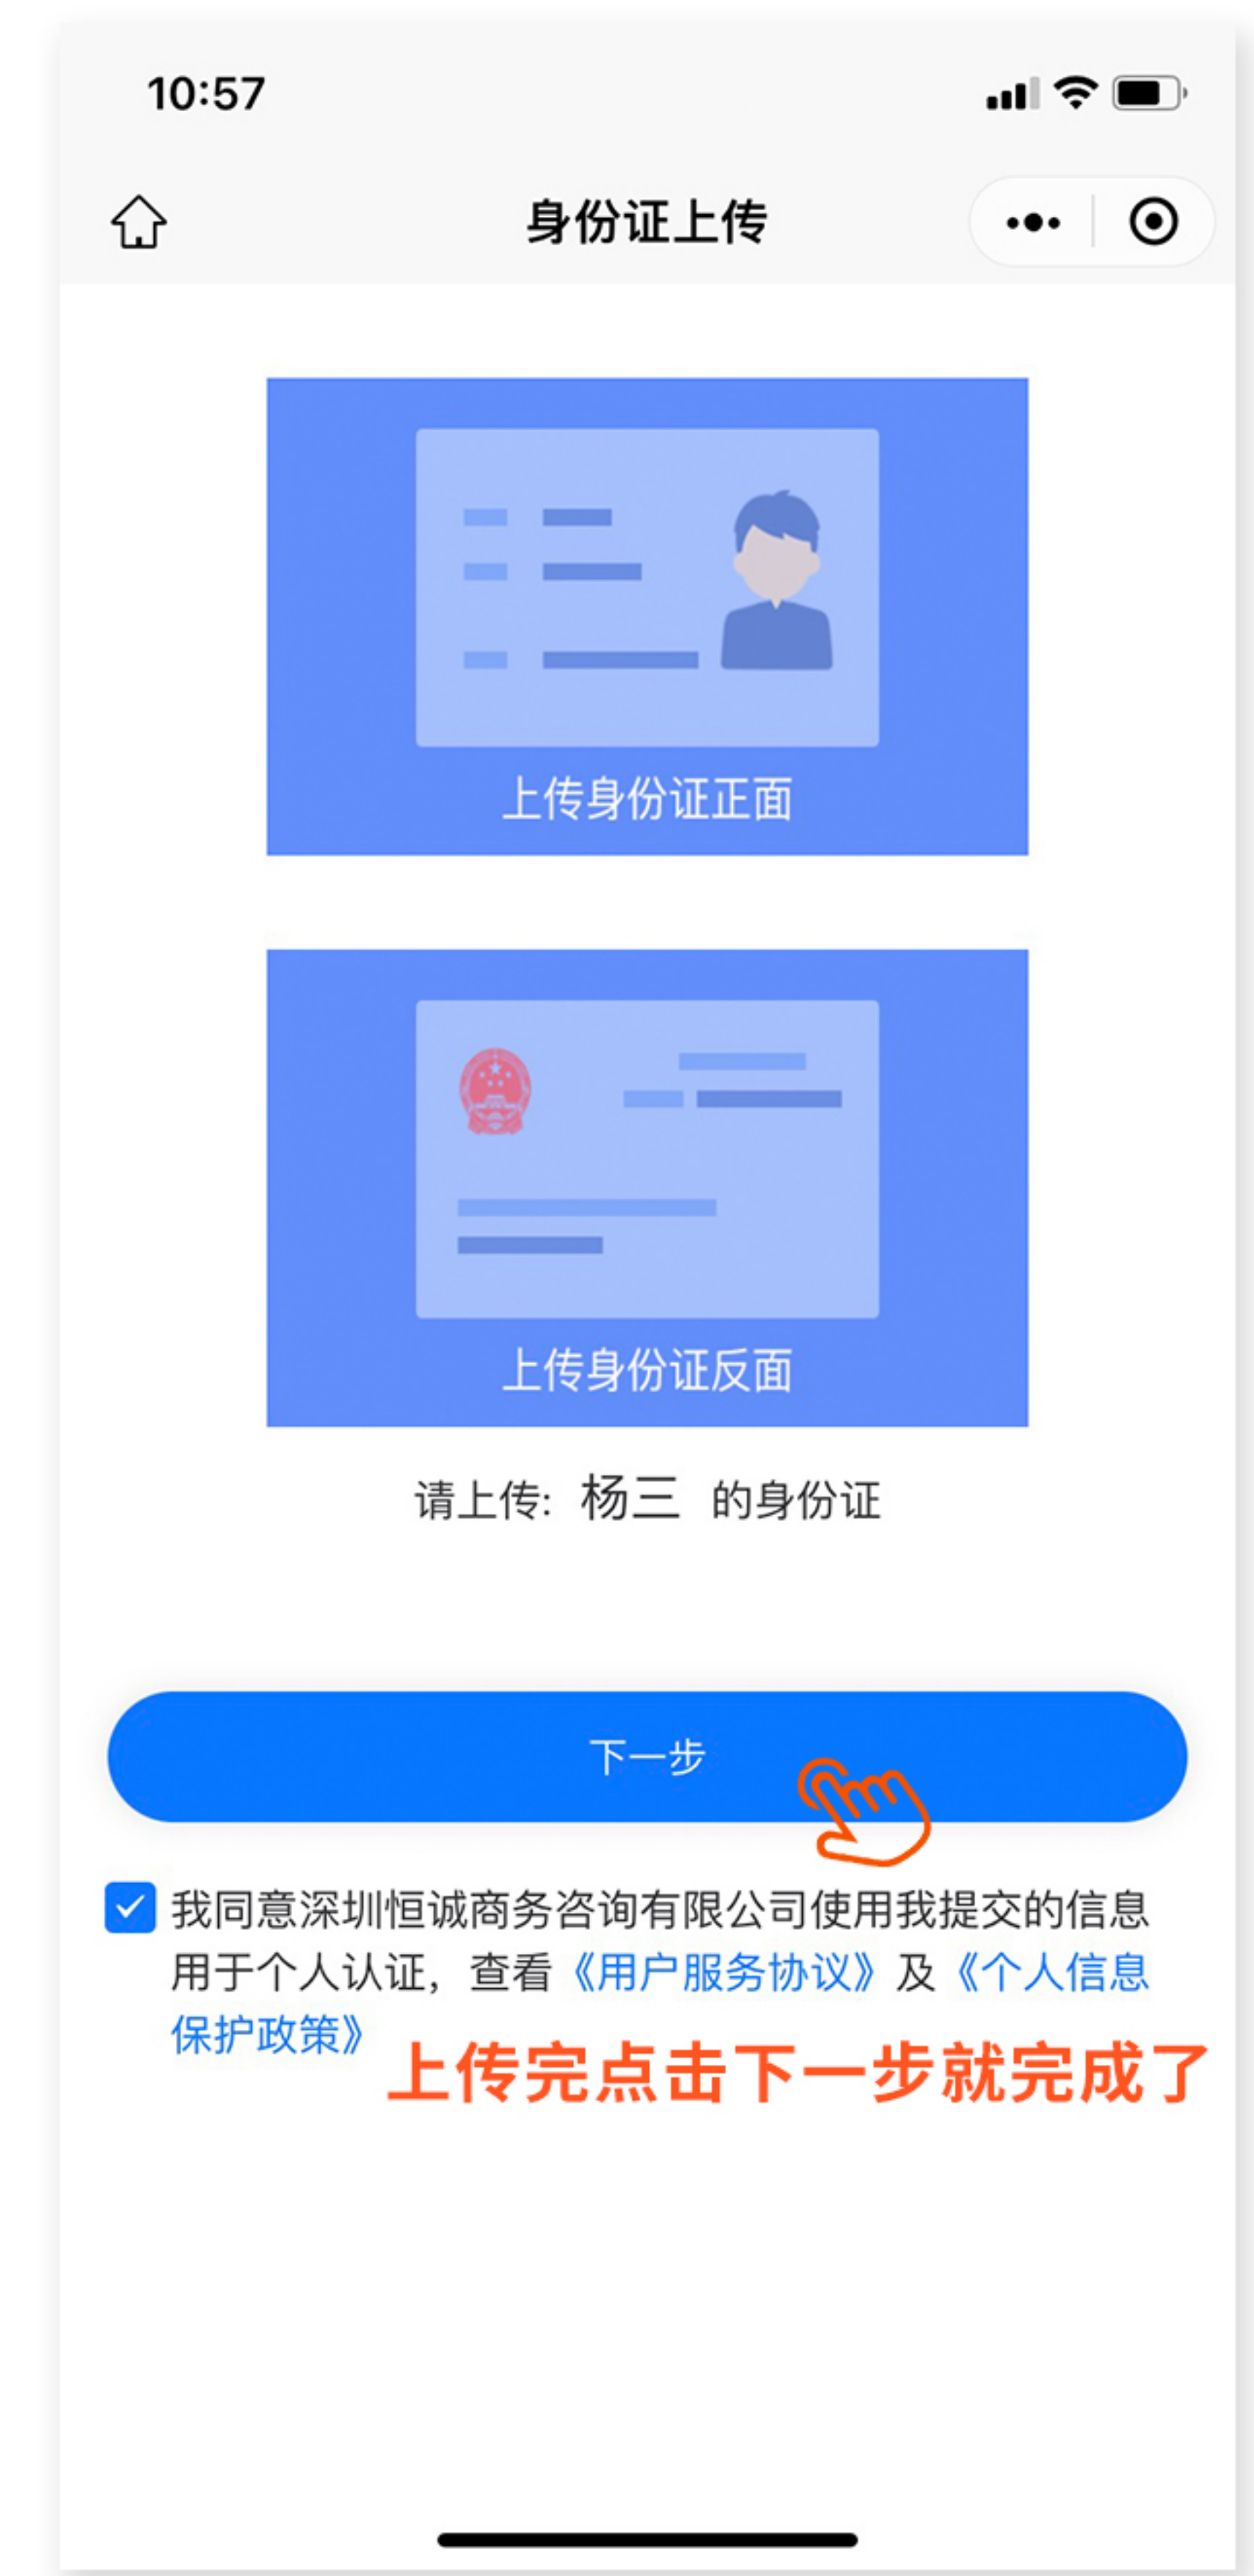 10:57
身份证上传
上传身份证正面
上传身份证反面
请上传: 杨三 的身份证
下一步
我同意深圳恒诚商务咨询有限公司使用我提交的信息
用于个人认证，查看《用户服务协议》及《个人信息
保护政策》
上传完点击下一步就完成了